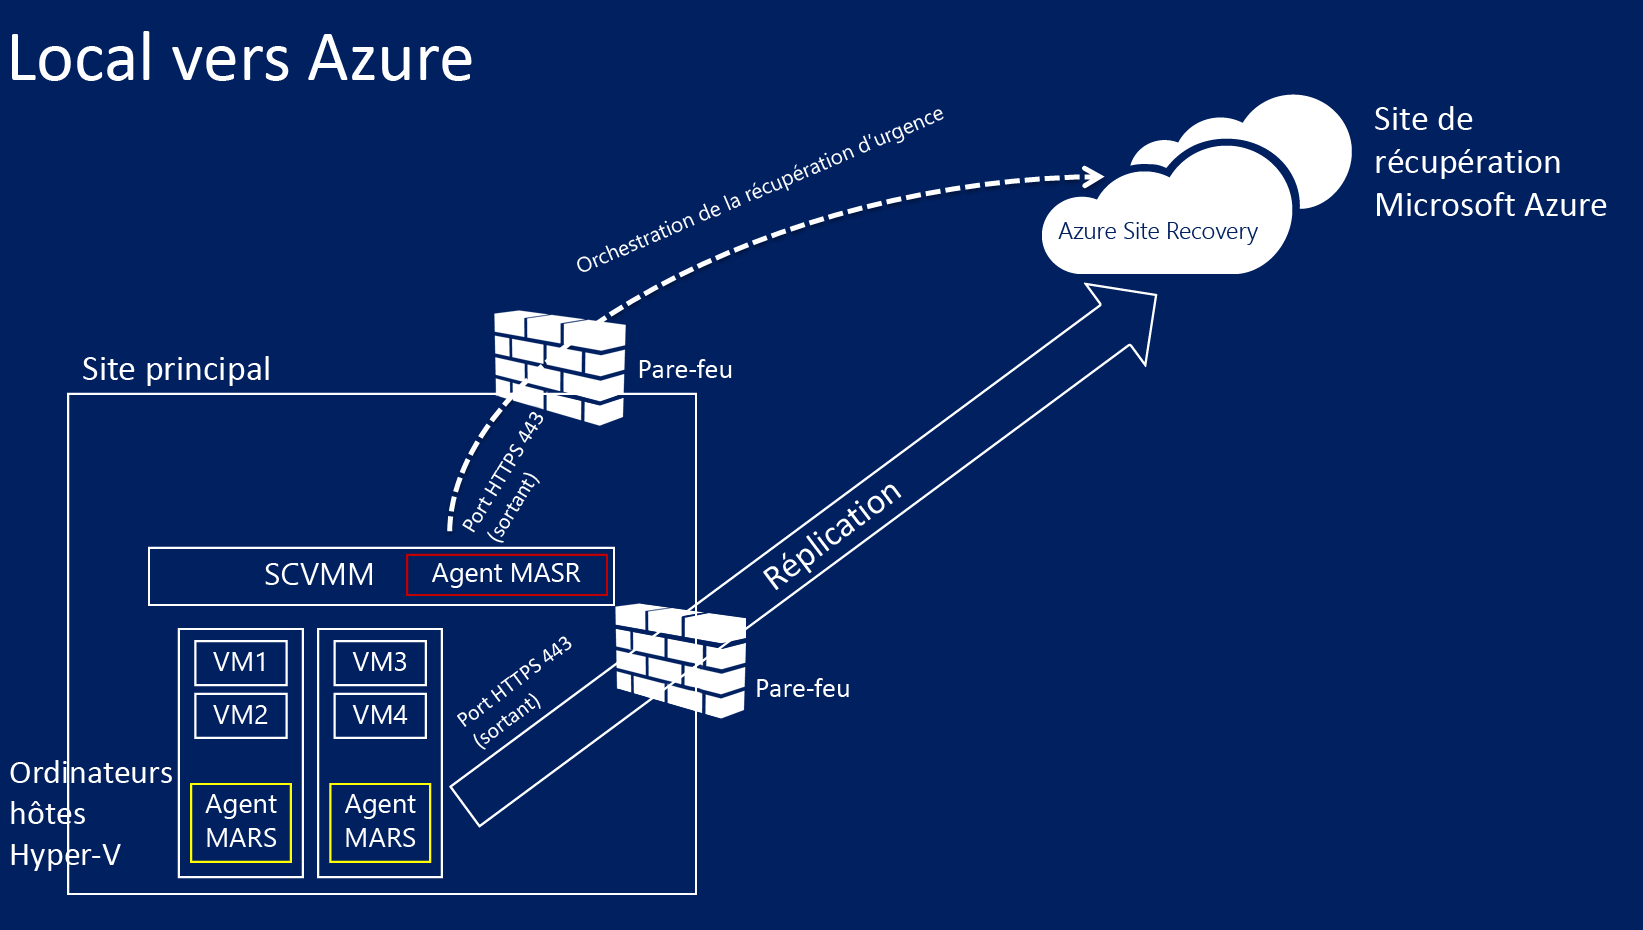 Local vers Azure
Orchestration de la récupération d'urgence
Site de
récupération
Microsoft Azure
Azure Site Recovery
Site principal
Pare-feu
Port HTTPS 443
(sortant)
Réplication
SCVMM
Agent MASR
Port HTTPS 443
(sortant)
Pare-feu
VM1
VM3
VM2
VM4
Ordinateurs
hôtes
Hyper-V
Agent
MARS
Agent
MARS